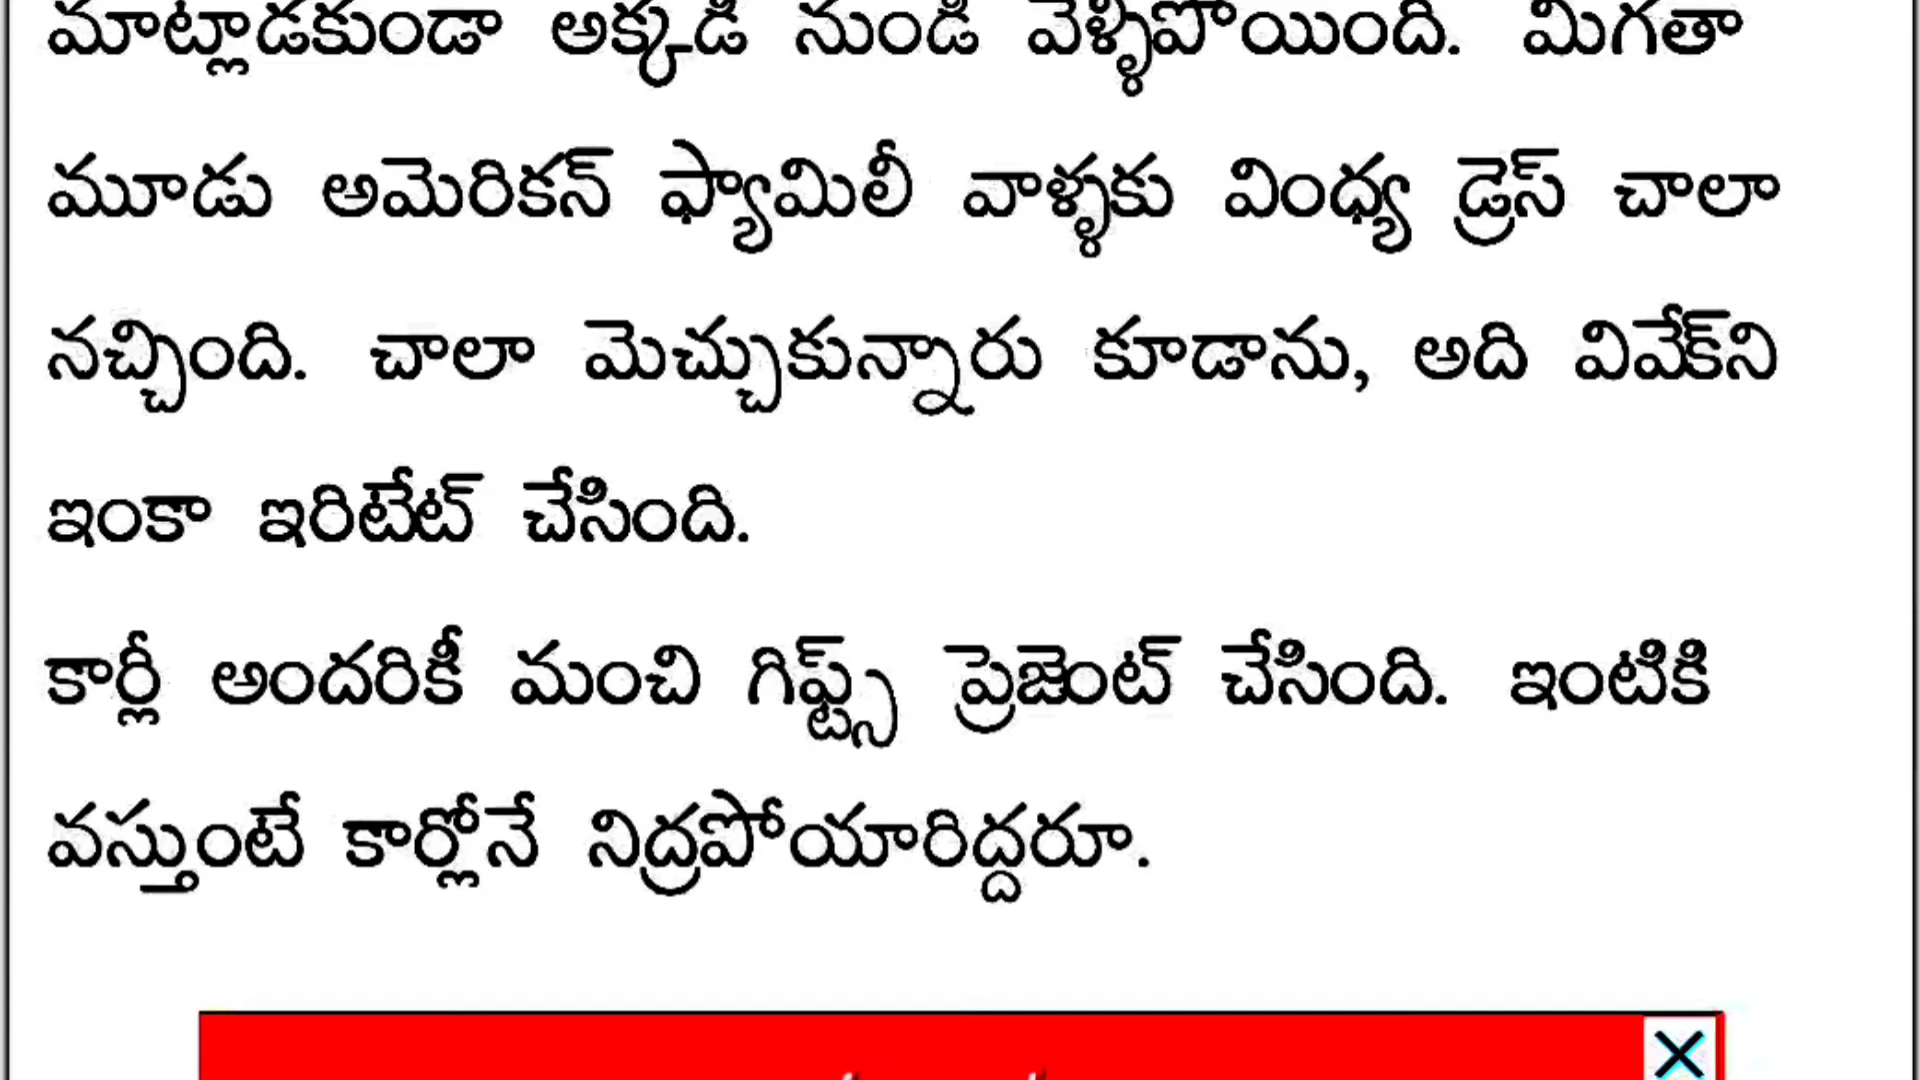 మాట్లాడకుండా అక్కడి నుండి వెళ్ళిపోయింది. మిగతా
మూడు అమెరికన్ ఫ్యామిలీ వాళ్ళకు వింధ్య డ్రెస్ చాలా
నచ్చింది. చాలా మెచ్చుకున్నారు కూడాను, అది వివేక్‌ని
ఇంకా ఇరిటేట్ చేసింది.
కార్లీ అందరికీ మంచి గిఫ్ట్స్ ప్రెజెంట్ చేసింది. ఇంటికి
వస్తుంటే కార్లోనే నిద్రపోయారిద్దరూ.